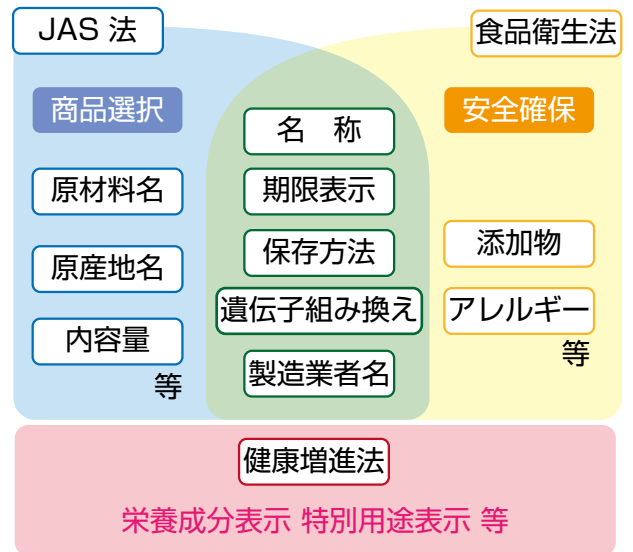 JAS 法
食品衛生法
商品選択
安全確保
名　称
原材料名
期限表示
原産地名
保存方法
添加物
遺伝子組み換え
アレルギー
内容量
等
等
製造業者名
健康増進法
栄養成分表示 特別用途表示 等